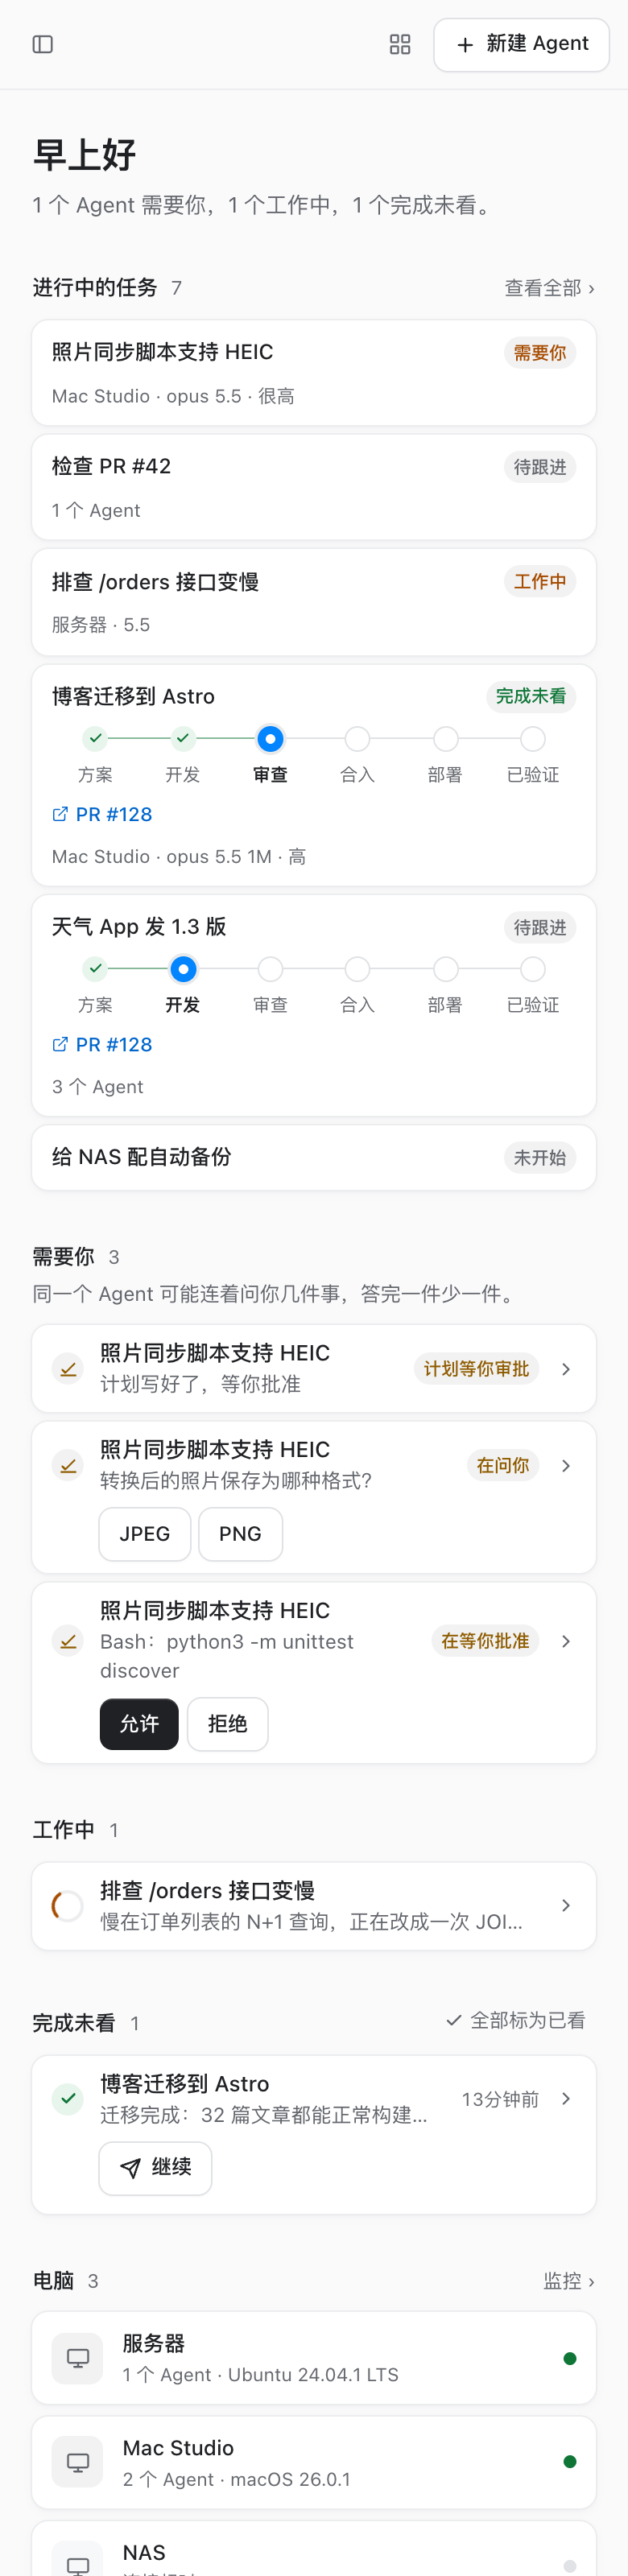 新建 Agent
早上好
1 个 Agent 需要你，1 个工作中，1 个完成未看。
进行中的任务 7
查看全部 ›
照片同步脚本支持 HEIC
需要你
Mac Studio · opus 5.5 · 很高
检查 PR #42
待跟进
1 个 Agent
排查 /orders 接口变慢
工作中
服务器 · 5.5
博客迁移到 Astro
完成未看
方案 开发 审查 合入 部署 已验证
PR #128
Mac Studio · opus 5.5 1M · 高
天气 App 发 1.3 版
待跟进
方案 开发 审查 合入 部署 已验证
PR #128
3 个 Agent
给 NAS 配自动备份
未开始
需要你 3
同一个 Agent 可能连着问你几件事，答完一件少一件。
照片同步脚本支持 HEIC
计划写好了，等你批准
计划等你审批
照片同步脚本支持 HEIC
转换后的照片保存为哪种格式？
在问你
JPEG PNG
照片同步脚本支持 HEIC
Bash：python3 -m unittest
discover
在等你批准
允许 拒绝
工作中 1
排查 /orders 接口变慢
慢在订单列表的 N+1 查询，正在改成一次 JOI...
完成未看 1
全部标为已看
博客迁移到 Astro
迁移完成：32 篇文章都能正常构建...
13分钟前
继续
电脑 3
监控 ›
服务器
1 个 Agent · Ubuntu 24.04.1 LTS
Mac Studio
2 个 Agent · macOS 26.0.1
NAS